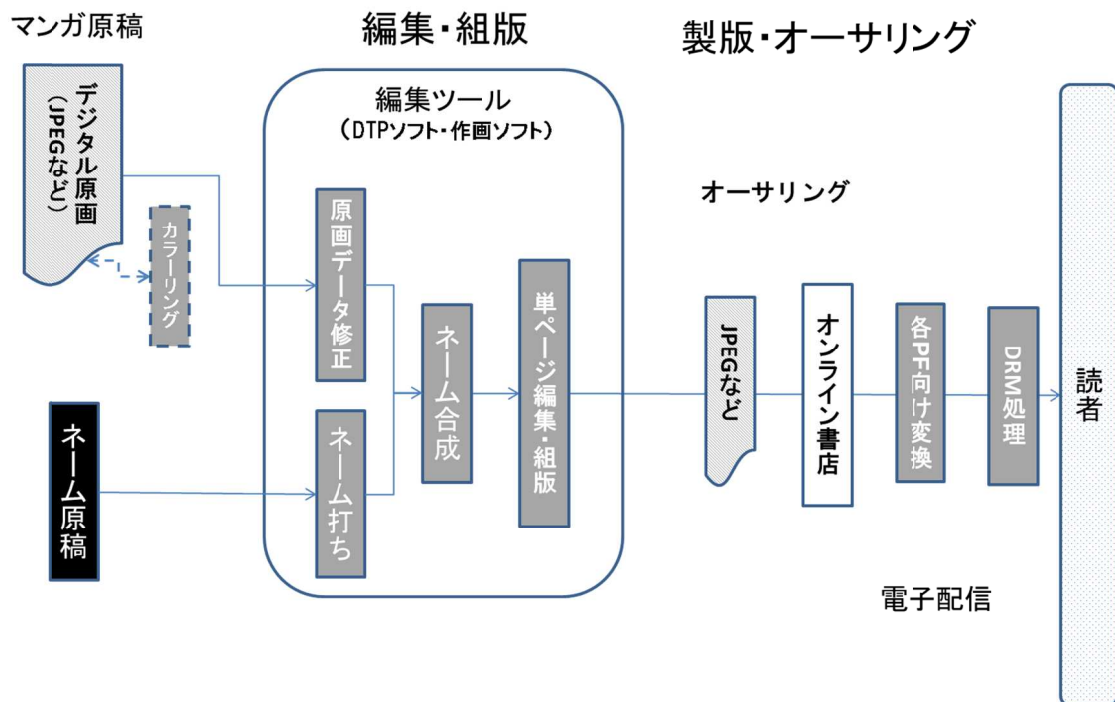 マンガ原稿
編集・組版
製版・オーサリング
デジタル原画
(JPEGなど)
カラーリング
ネーム原稿
編集ツール
(DTPソフト・作画ソフト)
原画データ修正
ネーム打ち
ネーム合成
単ページ編集・組版
オーサリング
JPEGなど
オンライン書店
各PF向け変換
DRM処理
電子配信
読者